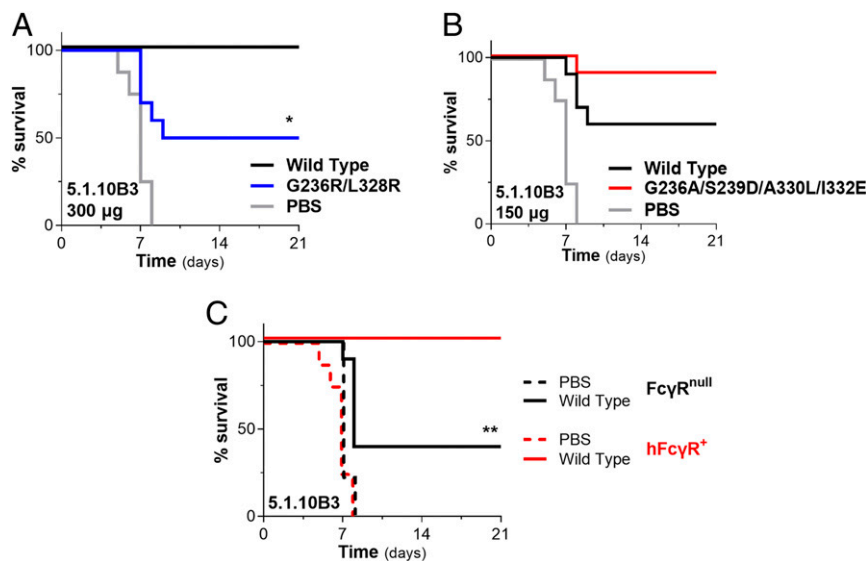 A
% survival
100
50
0
0 7 14 21
Time (days)
*
Wild Type
G236R/L328R
PBS
5.1.10B3
300 µg
B
% survival
100
50
0
0 7 14 21
Time (days)
Wild Type
G236A/S239D/A330L/I332E
PBS
5.1.10B3
150 µg
C
% survival
100
50
0
0 7 14 21
Time (days)
**
5.1.10B3
PBS
Wild Type
FcγRnull
PBS
Wild Type
hFcγR+